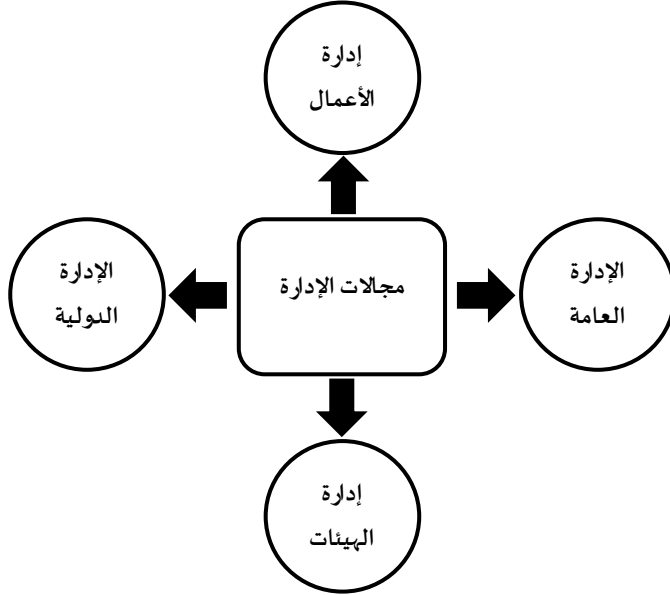 إدارة
الأعمال
الإدارة
العامة
مجالات الإدارة
الإدارة
الدولية
إدارة
الهيئات